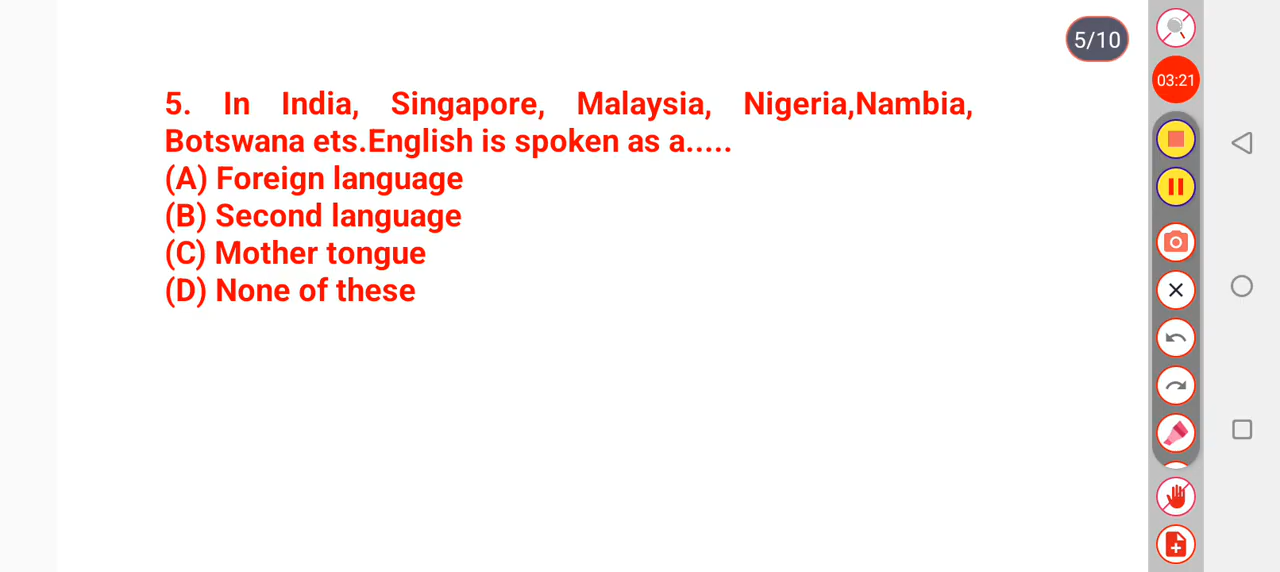 5/10
03:21
5. In India, Singapore, Malaysia, Nigeria,Nambia,
Botswana ets.English is spoken as a.....
(A) Foreign language
(B) Second language
(C) Mother tongue
(D) None of these